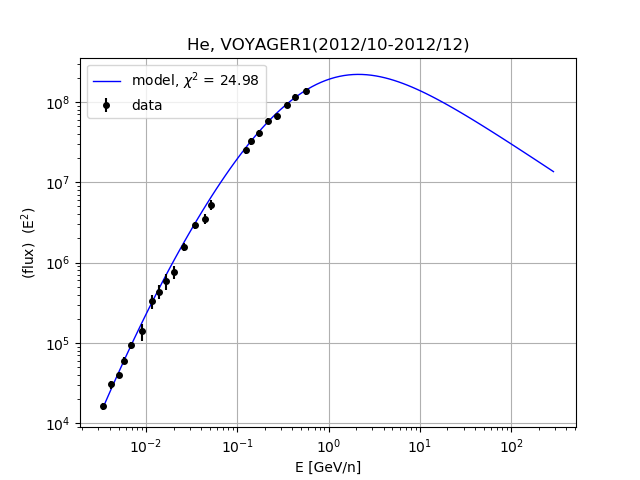 He, VOYAGER1(2012/10-2012/12)
model, χ² = 24.98
data
(flux) (E²)
10⁸
10⁷
10⁶
10⁵
10⁴
10⁻² 10⁻¹ 10⁰ 10¹ 10²
E [GeV/n]